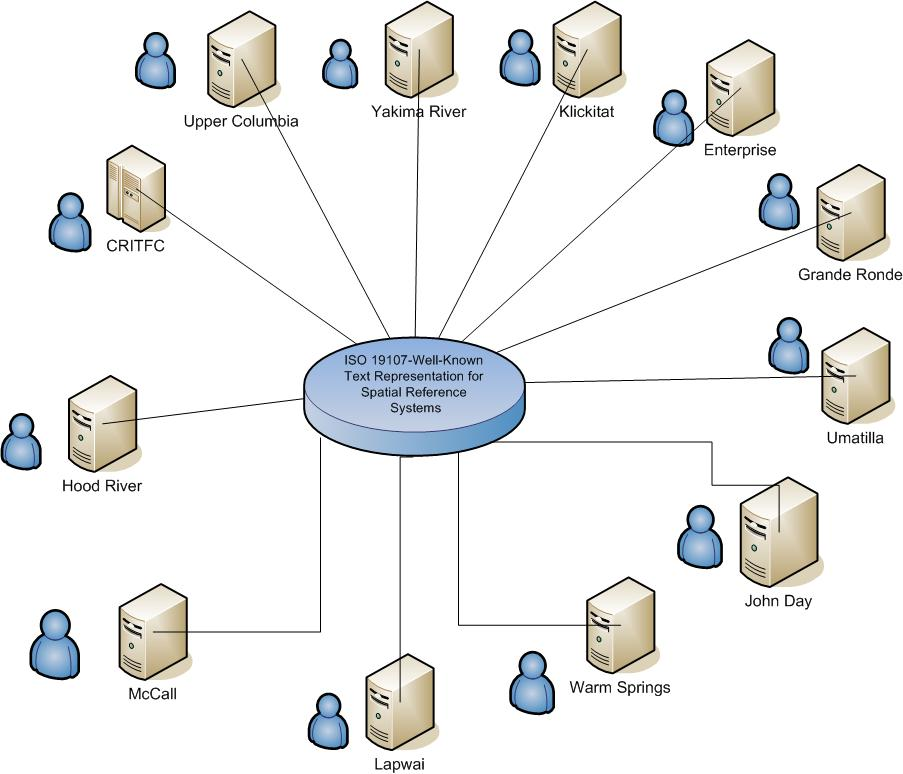 Upper Columbia
Yakima River
Klickitat
Enterprise
CRITFC
Grande Ronde
ISO 19107-Well-Known
Text Representation for
Spatial Reference
Systems
Umatilla
Hood River
John Day
McCall
Warm Springs
Lapwai